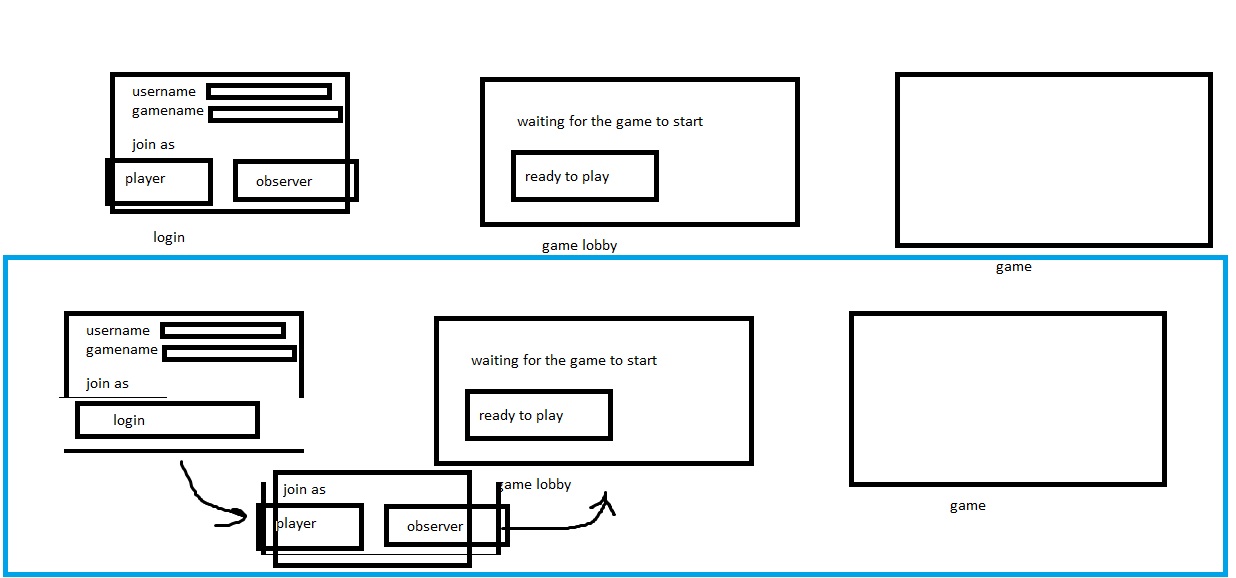 username
gamename
join as
player
observer
login
waiting for the game to start
ready to play
game lobby
game
username
gamename
join as
login
waiting for the game to start
ready to play
game lobby
join as
player
observer
game